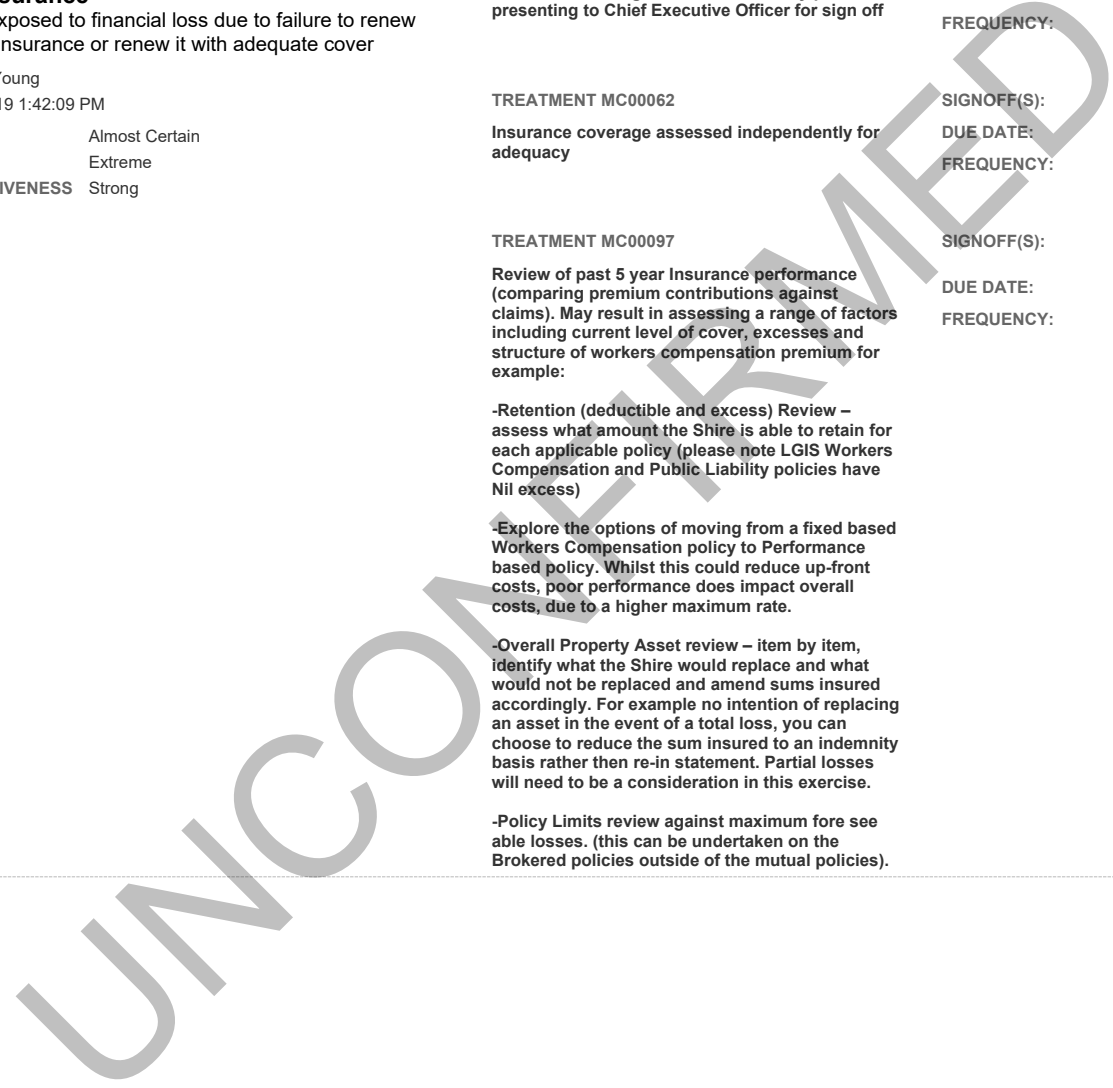 xposed to financial loss due to failure to renew
nsurance or renew it with adequate cover
oung
19 1:42:09 PM
Almost Certain
Extreme
IVENESS Strong
presenting to Chief Executive Officer for sign off
FREQUENCY:
TREATMENT MC00062
SIGNOFF(S):
Insurance coverage assessed independently for
adequacy
DUE DATE:
FREQUENCY:
TREATMENT MC00097
SIGNOFF(S):
Review of past 5 year Insurance performance
(comparing premium contributions against
claims). May result in assessing a range of factors
including current level of cover, excesses and
structure of workers compensation premium for
example:
DUE DATE:
FREQUENCY:
-Retention (deductible and excess) Review –
assess what amount the Shire is able to retain for
each applicable policy (please note LGIS Workers
Compensation and Public Liability policies have
Nil excess)
-Explore the options of moving from a fixed based
Workers Compensation policy to Performance
based policy. Whilst this could reduce up-front
costs, poor performance does impact overall
costs, due to a higher maximum rate.
-Overall Property Asset review – item by item,
identify what the Shire would replace and what
would not be replaced and amend sums insured
accordingly. For example no intention of replacing
an asset in the event of a total loss, you can
choose to reduce the sum insured to an indemnity
basis rather then re-in statement. Partial losses
will need to be a consideration in this exercise.
-Policy Limits review against maximum fore see
able losses. (this can be undertaken on the
Brokered policies outside of the mutual policies).
UNCONFIRMED